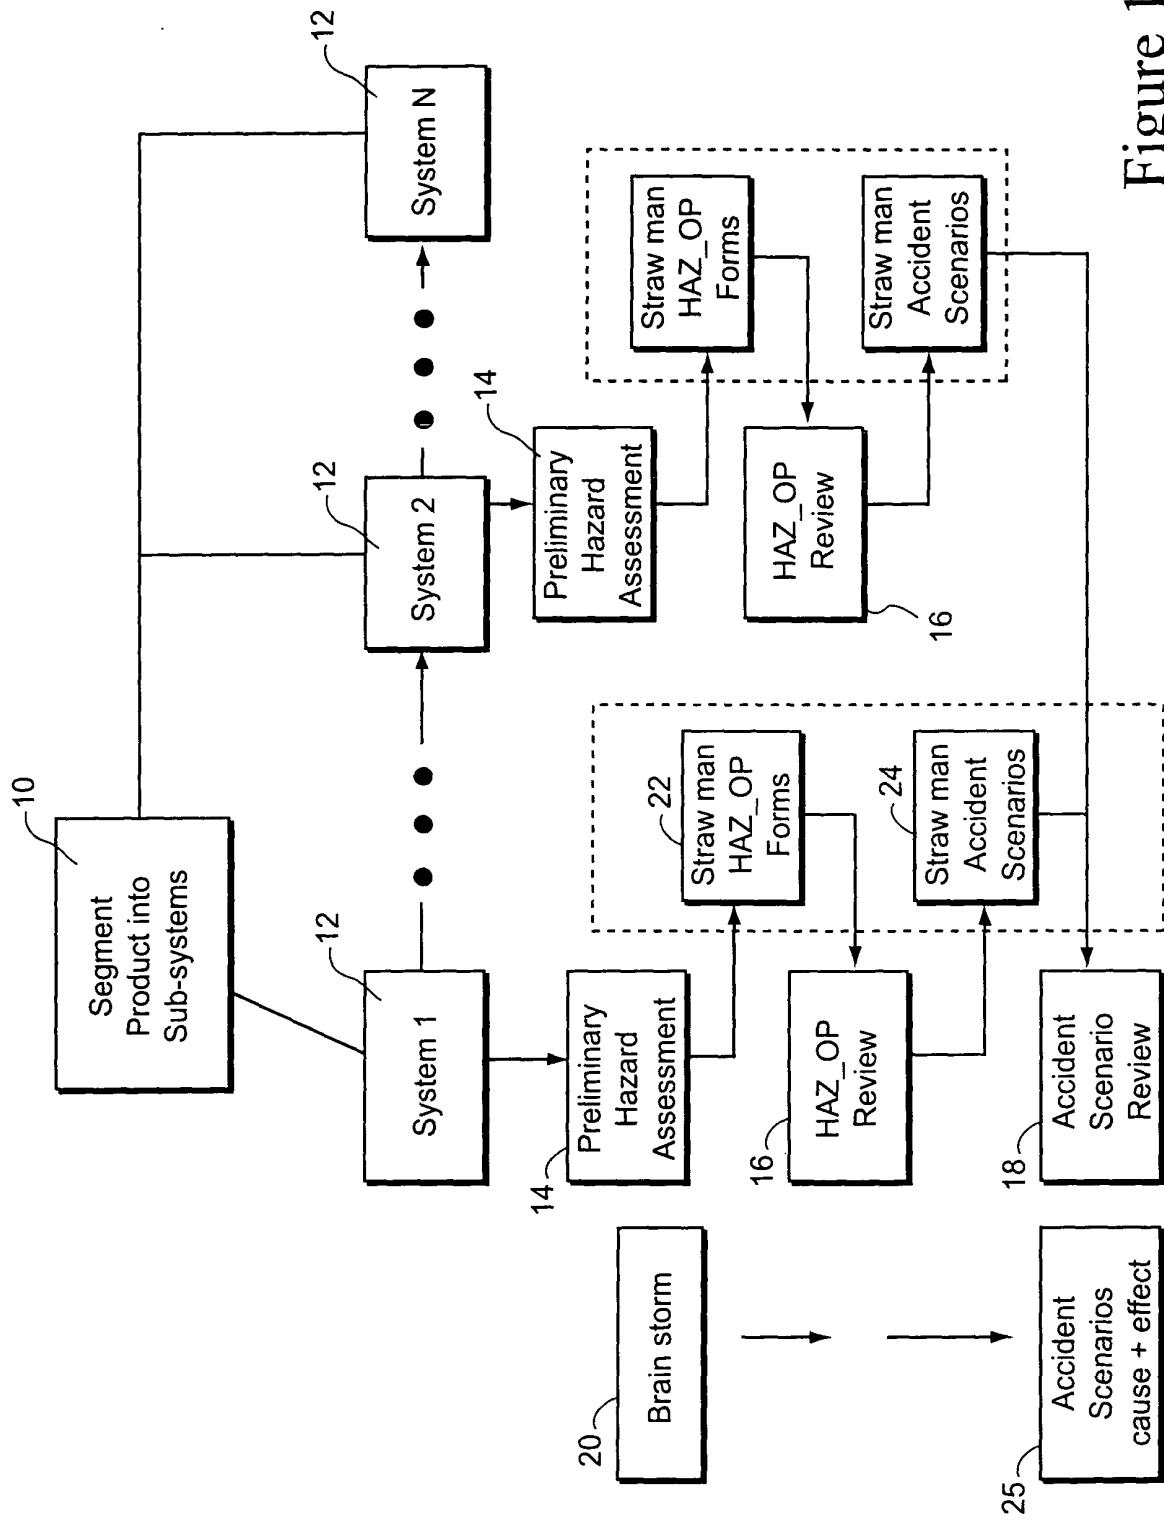 10
Segment
Product into
Sub-systems
12
System 1
12
System 2
12
System N
14
Preliminary
Hazard
Assessment
14
Preliminary
Hazard
Assessment
22
Straw man
HAZ_OP
Forms
Straw man
HAZ_OP
Forms
16
HAZ_OP
Review
HAZ_OP
Review
16
24
Straw man
Accident
Scenarios
Straw man
Accident
Scenarios
18
Accident
Scenario
Review
20
Brain storm
25
Accident
Scenarios
cause + effect
Figure 1